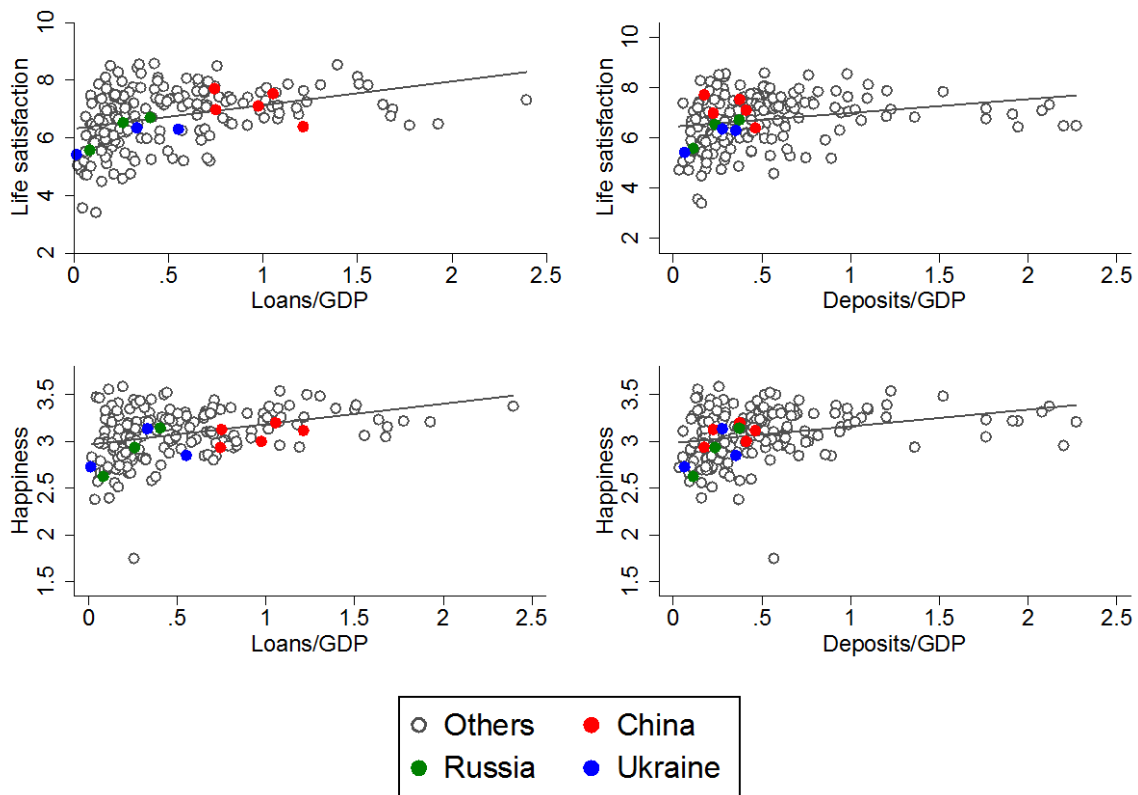 10
8
6
4
2
Life satisfaction
0 .5 1 1.5 2 2.5
Loans/GDP
10
8
6
4
2
Life satisfaction
0 .5 1 1.5 2 2.5
Deposits/GDP
3.5
3
2.5
2
1.5
Happiness
0 .5 1 1.5 2 2.5
Loans/GDP
3.5
3
2.5
2
1.5
Happiness
0 .5 1 1.5 2 2.5
Deposits/GDP
Others China
Russia Ukraine